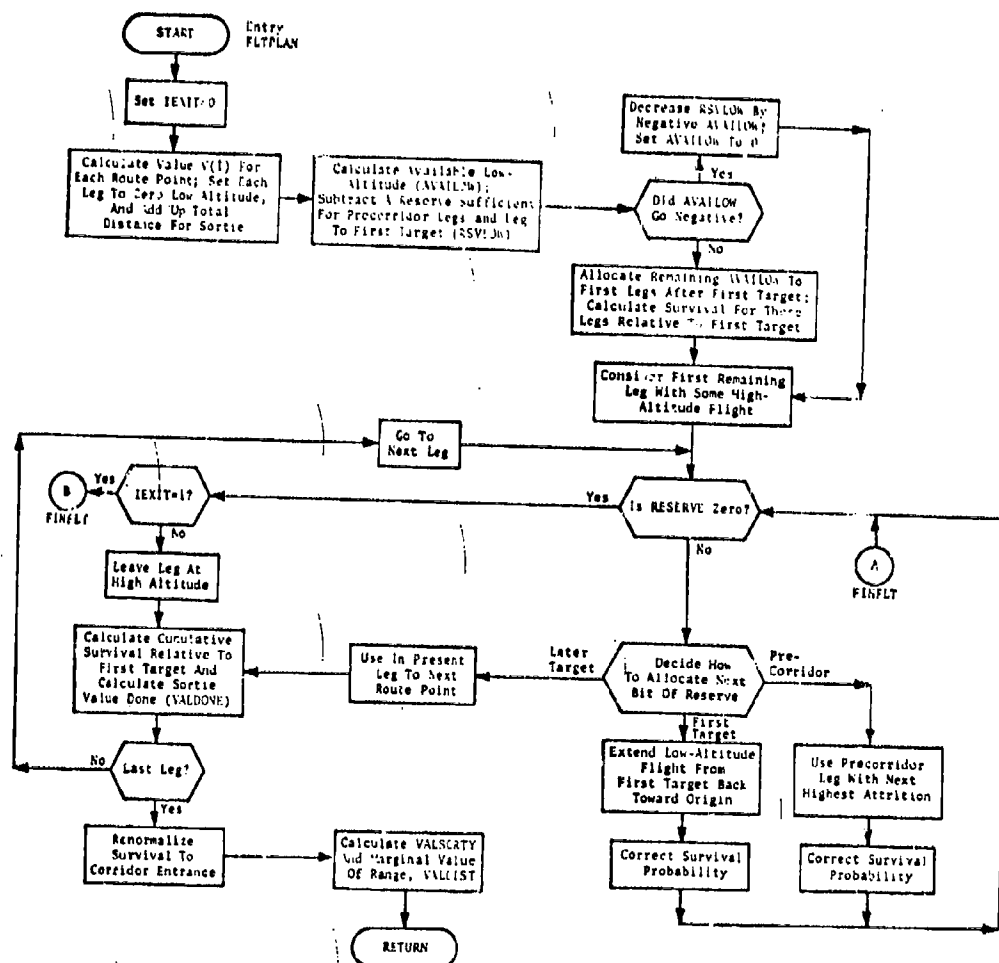 START
Entry
FLTPLAN
Set IEXIT=0
Calculate Value V(I) For
Each Route Point; Set Each
Leg To Zero Low Altitude,
And Add Up Total
Distance For Sortie
Calculate Available Low-
Altitude (AVAILOW);
Subtract A Reserve Sufficient
For Precorridor Legs and Leg
To First Target (RSVLOW)
Decrease RSVLOW By
Negative AVAILOW;
Set AVAILOW To 0
Yes
Did AVAILOW
Go Negative?
No
Allocate Remaining AVAILOW To
First Legs After First Target;
Calculate Survival For These
Legs Relative To First Target
Consider First Remaining
Leg With Some High-
Altitude Flight
Go To
Next Leg
B
FINFLT
Yes
IEXIT=1?
No
Yes
Is RESERVE Zero?
No
A
FINFLT
Leave Leg At
High Altitude
Calculate Cumulative
Survival Relative To
First Target And
Calculate Sortie
Value Done (VALDONE)
Use In Present
Leg To Next
Route Point
Later
Target
Decide How
To Allocate Next
Bit Of Reserve
Pre-
Corridor
First
Target
No
Last Leg?
Yes
Extend Low-Altitude
Flight From
First Target Back
Toward Origin
Use Precorridor
Leg With Next
Highest Attrition
Renormalize
Survival To
Corridor Entrance
Calculate VALSORTY
And Marginal Value
Of Range, VALDIST
Correct Survival
Probability
Correct Survival
Probability
RETURN